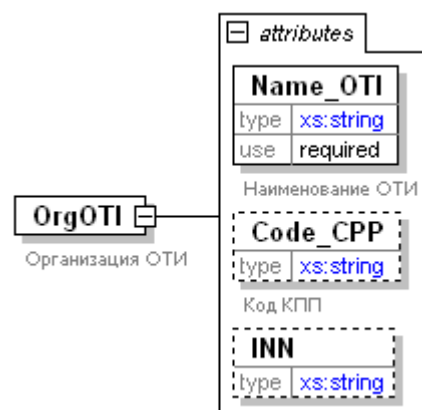 attributes
Name_OTI
type xs:string
use required
Наименование ОТИ
OrgOTI
Организация ОТИ
Code_CPP
type xs:string
Код КПП
INN
type xs:string